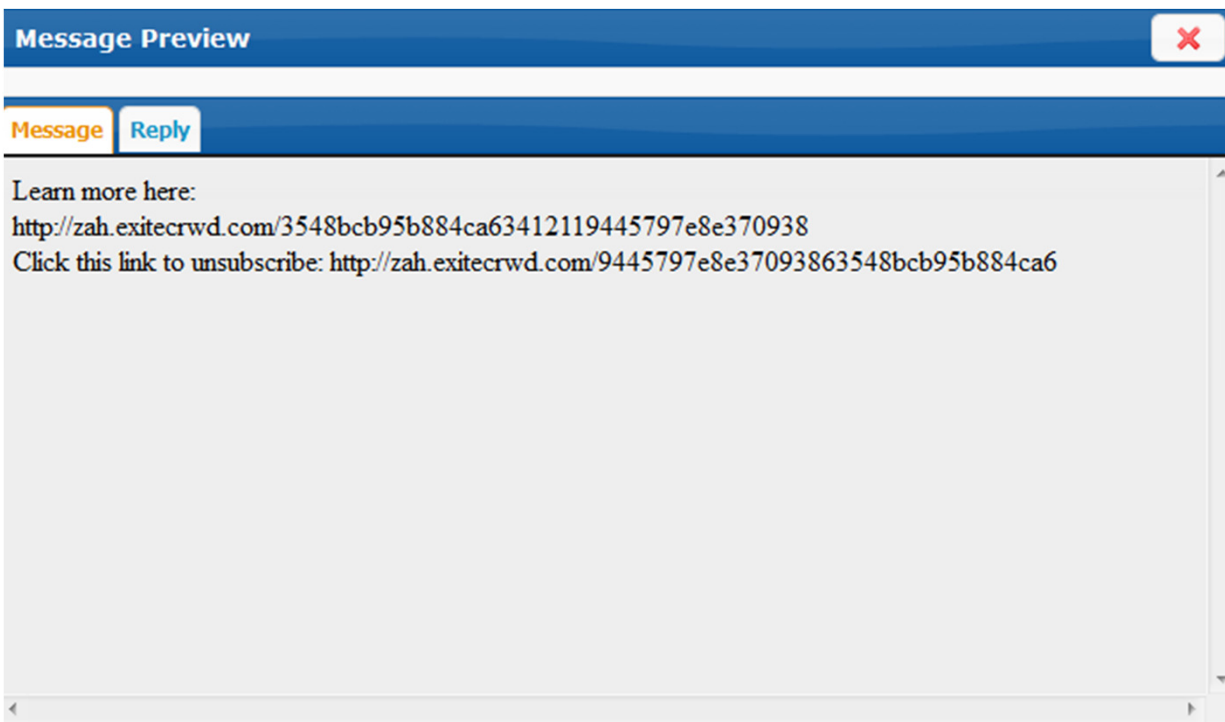 Message Preview
Message Reply
Learn more here:
http://zah.exitecrwd.com/3548bcb95b884ca63412119445797e8e370938
Click this link to unsubscribe: http://zah.exitecrwd.com/9445797e8e37093863548bcb95b884ca6